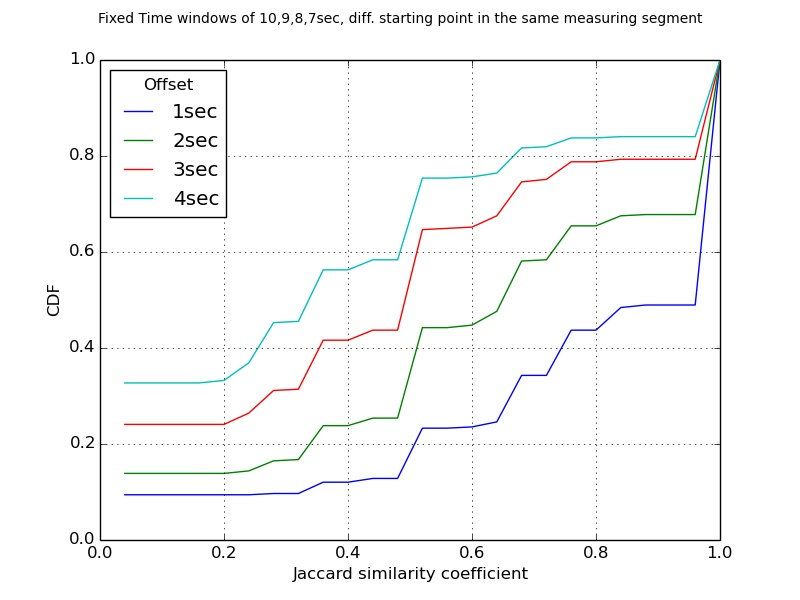 Fixed Time windows of 10,9,8,7sec, diff. starting point in the same measuring segment
1.0
0.8
0.6
0.4
0.2
0.0
CDF
Offset
1sec
2sec
3sec
4sec
0.0 0.2 0.4 0.6 0.8 1.0
Jaccard similarity coefficient